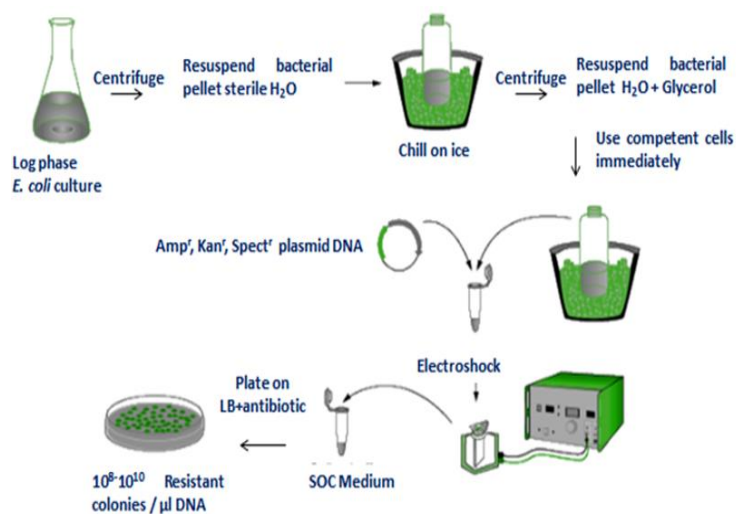 Centrifuge
Resuspend bacterial
pellet sterile H₂O
Log phase
E. coli culture
Chill on ice
Centrifuge
Resuspend bacterial
pellet H₂O + Glycerol
Use competent cells
immediately
Ampʳ, Kanʳ, Spectʳ plasmid DNA
Electroshock
Plate on
LB+antibiotic
SOC Medium
10⁸-10¹⁰ Resistant
colonies / µl DNA